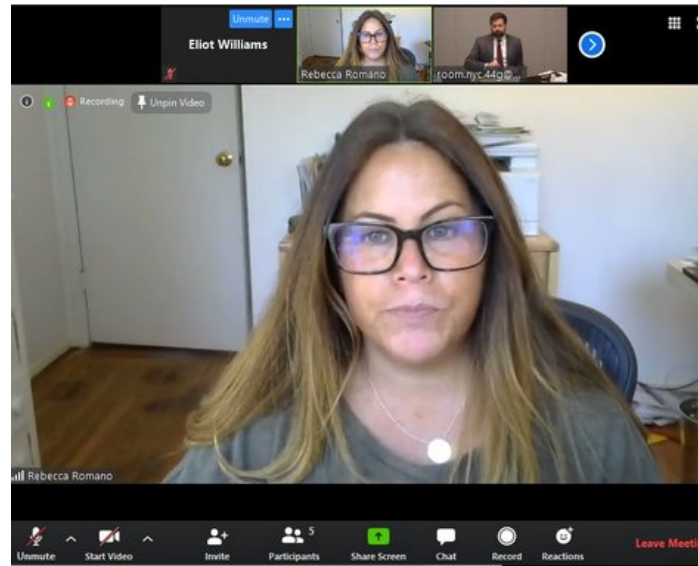 Unmute •••
Eliot Williams
Rebecca Romano
room.nyc.44g@...
Recording
Unpin Video
Rebecca Romano
5
Unmute
Start Video
Invite
Participants
Share Screen
Chat
Record
Reactions
Leave Meeti